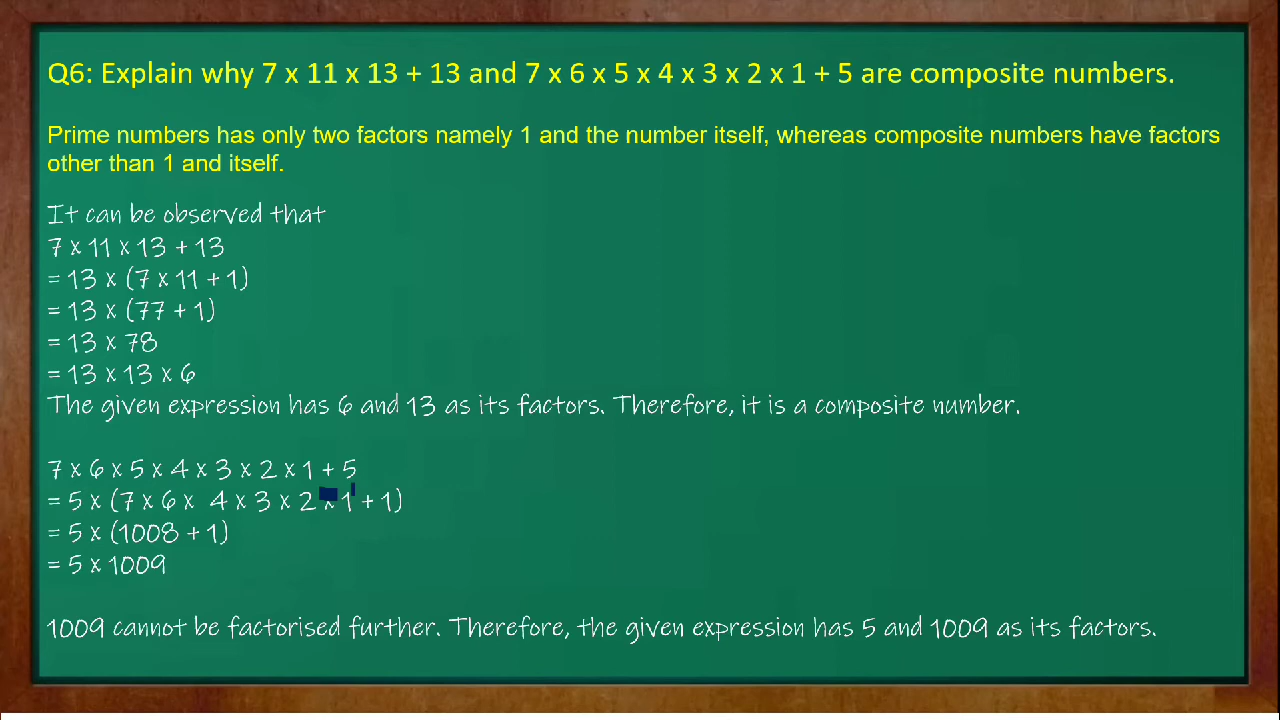 Q6: Explain why 7 x 11 x 13 + 13 and 7 x 6 x 5 x 4 x 3 x 2 x 1 + 5 are composite numbers.
Prime numbers has only two factors namely 1 and the number itself, whereas composite numbers have factors
other than 1 and itself.
It can be observed that
7 x 11 x 13 + 13
= 13 x (7 x 11 + 1)
= 13 x (77 + 1)
= 13 x 78
= 13 x 13 x 6
The given expression has 6 and 13 as its factors. Therefore, it is a composite number.
7 x 6 x 5 x 4 x 3 x 2 x 1 + 5
= 5 x (7 x 6 x 4 x 3 x 2 x 1 + 1)
= 5 x (1008 + 1)
= 5 x 1009
1009 cannot be factorised further. Therefore, the given expression has 5 and 1009 as its factors.